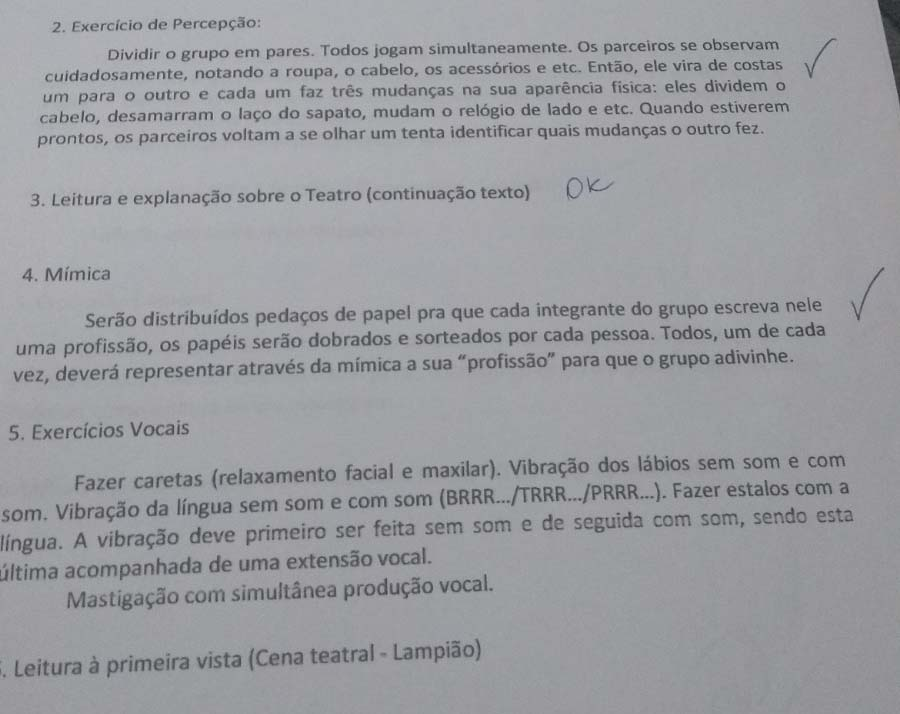 2. Exercício de Percepção:
Dividir o grupo em pares. Todos jogam simultaneamente. Os parceiros se observam
cuidadosamente, notando a roupa, o cabelo, os acessórios e etc. Então, ele vira de costas
um para o outro e cada um faz três mudanças na sua aparência física: eles dividem o
cabelo, desamarram o laço do sapato, mudam o relógio de lado e etc. Quando estiverem
prontos, os parceiros voltam a se olhar um tenta identificar quais mudanças o outro fez.
3. Leitura e explanação sobre o Teatro (continuação texto) OK
4. Mímica
Serão distribuídos pedaços de papel pra que cada integrante do grupo escreva nele
uma profissão, os papéis serão dobrados e sorteados por cada pessoa. Todos, um de cada
vez, deverá representar através da mímica a sua “profissão” para que o grupo adivinhe.
5. Exercícios Vocais
Fazer caretas (relaxamento facial e maxilar). Vibração dos lábios sem som e com
som. Vibração da língua sem som e com som (BRRR.../TRRR.../PRRR...). Fazer estalos com a
língua. A vibração deve primeiro ser feita sem som e de seguida com som, sendo esta
última acompanhada de uma extensão vocal.
Mastigação com simultânea produção vocal.
. Leitura à primeira vista (Cena teatral - Lampião)